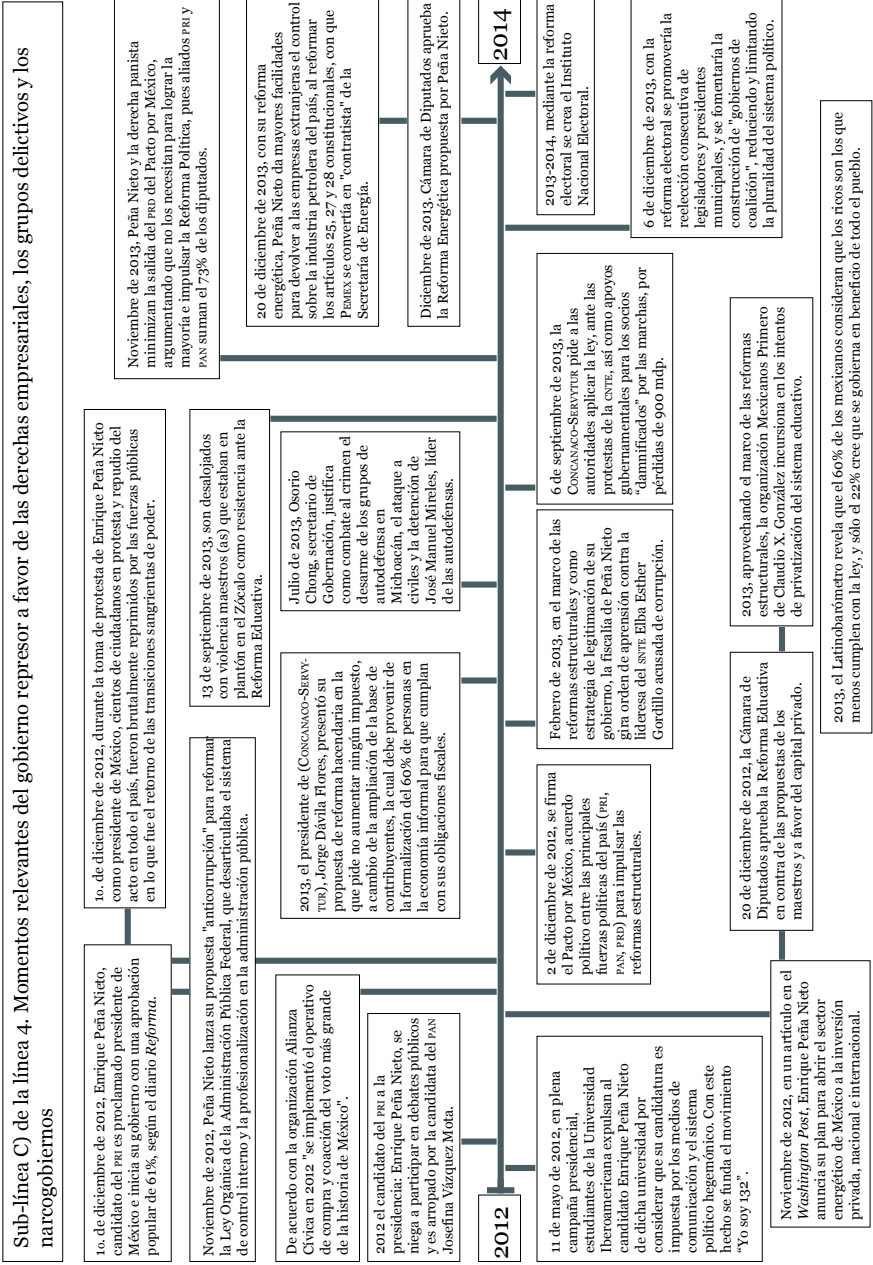 Sub-línea C) de la línea 4. Momentos relevantes del gobierno represor a favor de las derechas empresariales, los grupos delictivos y los
narcogobiernos
1o. de diciembre de 2012, Enrique Peña Nieto,
candidato del PRI es proclamado presidente de
México e inicia su gobierno con una aprobación
popular de 61%, según el diario Reforma.
1o. de diciembre de 2012, durante la toma de protesta de Enrique Peña Nieto
como presidente de México, cientos de ciudadanos en protesta y repudio del
acto en todo el país, fueron brutalmente reprimidos por las fuerzas públicas
en lo que fue el retorno de las transiciones sangrientas de poder.
Noviembre de 2013, Peña Nieto y la derecha panista
minimizan la salida del PRD del Pacto por México,
argumentando que no los necesitan para lograr la
mayoría e impulsar la Reforma Política, pues aliados PRI y
PAN suman el 73% de los diputados.
Noviembre de 2012, Peña Nieto lanza su propuesta "anticorrupción" para reformar
la Ley Orgánica de la Administración Pública Federal, que desarticulaba el sistema
de control interno y la profesionalización en la administración pública.
13 de septiembre de 2013, son desalojados
con violencia maestros (as) que estaban en
plantón en el Zócalo como resistencia ante la
Reforma Educativa.
20 de diciembre de 2013, con su reforma
energética, Peña Nieto da mayores facilidades
para devolver a las empresas extranjeras el control
sobre la industria petrolera del país, al reformar
los artículos 25, 27 y 28 constitucionales, con que
PEMEX se convertía en "contratista" de la
Secretaría de Energía.
De acuerdo con la organización Alianza
Cívica en 2012 "se implementó el operativo
de compra y coacción del voto más grande
de la historia de México".
2013, el presidente de (CONCANACO-SERVY-
TUR), Jorge Dávila Flores, presentó su
propuesta de reforma hacendaria en la
que pide no aumentar ningún impuesto,
a cambio de la ampliación de la base de
contribuyentes, la cual debe provenir de
la formalización del 60% de personas en
la economía informal para que cumplan
con sus obligaciones fiscales.
Julio de 2013, Osorio
Chong, secretario de
Gobernación, justifica
como combate al crimen el
desarme de los grupos de
autodefensa en
Michoacán, el ataque a
civiles y la detención de
José Manuel Mireles, líder
de las autodefensas.
2012 el candidato del PRI a la
presidencia: Enrique Peña Nieto, se
niega a participar en debates públicos
y es arropado por la candidata del PAN
Josefina Vázquez Mota.
Diciembre de 2013. Cámara de Diputados aprueba
la Reforma Energética propuesta por Peña Nieto.
2012
2014
11 de mayo de 2012, en plena
campaña presidencial,
estudiantes de la Universidad
Iberoamericana expulsan al
candidato Enrique Peña Nieto
de dicha universidad por
considerar que su candidatura es
impuesta por los medios de
comunicación y el sistema
político hegemónico. Con este
hecho se funda el movimiento
“Yo soy 132”.
2 de diciembre de 2012, se firma
el Pacto por México, acuerdo
político entre las principales
fuerzas políticas del país (PRI,
PAN, PRD) para impulsar las
reformas estructurales.
Febrero de 2013, en el marco de las
reformas estructurales y como
estrategia de legitimación de su
gobierno, la fiscalía de Peña Nieto
gira orden de aprensión contra la
lideresa del SNTE Elba Esther
Gordillo acusada de corrupción.
6 de septiembre de 2013, la
CONCANACO-SERVYTUR pide a las
autoridades aplicar la ley, ante las
protestas de la CNTE, así como apoyos
gubernamentales para los socios
“damnificados” por las marchas, por
pérdidas de 900 mdp.
2013-2014, mediante la reforma
electoral se crea el Instituto
Nacional Electoral.
6 de diciembre de 2013, con la
reforma electoral se promovería la
reelección consecutiva de
legisladores y presidentes
municipales, y se fomentaría la
construcción de "gobiernos de
coalición", reduciendo y limitando
la pluralidad del sistema político.
Noviembre de 2012, en un artículo en el
Washington Post, Enrique Peña Nieto
anuncia su plan para abrir el sector
energético de México a la inversión
privada, nacional e internacional.
20 de diciembre de 2012, la Cámara de
Diputados aprueba la Reforma Educativa
en contra de las propuestas de los
maestros y a favor del capital privado.
2013, aprovechando el marco de las reformas
estructurales, la organización Mexicanos Primero
de Claudio X. González incursiona en los intentos
de privatización del sistema educativo.
2013, el Latinobarómetro revela que el 60% de los mexicanos consideran que los ricos son los que
menos cumplen con la ley, y sólo el 22% cree que se gobierna en beneficio de todo el pueblo.